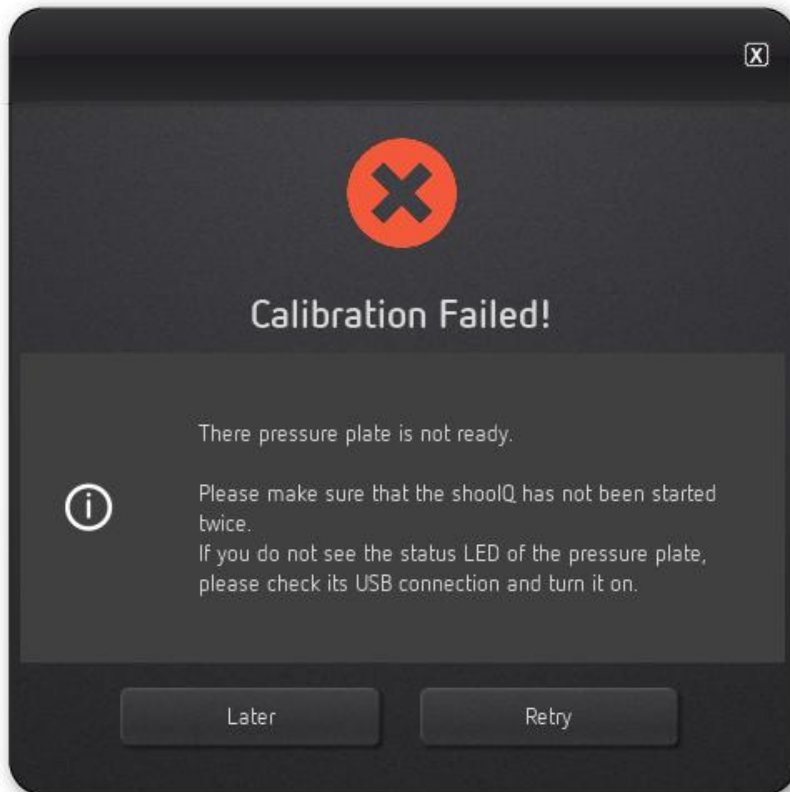 X
Calibration Failed!
There pressure plate is not ready.
Please make sure that the shooIQ has not been started
twice.
If you do not see the status LED of the pressure plate,
please check its USB connection and turn it on.
Later
Retry